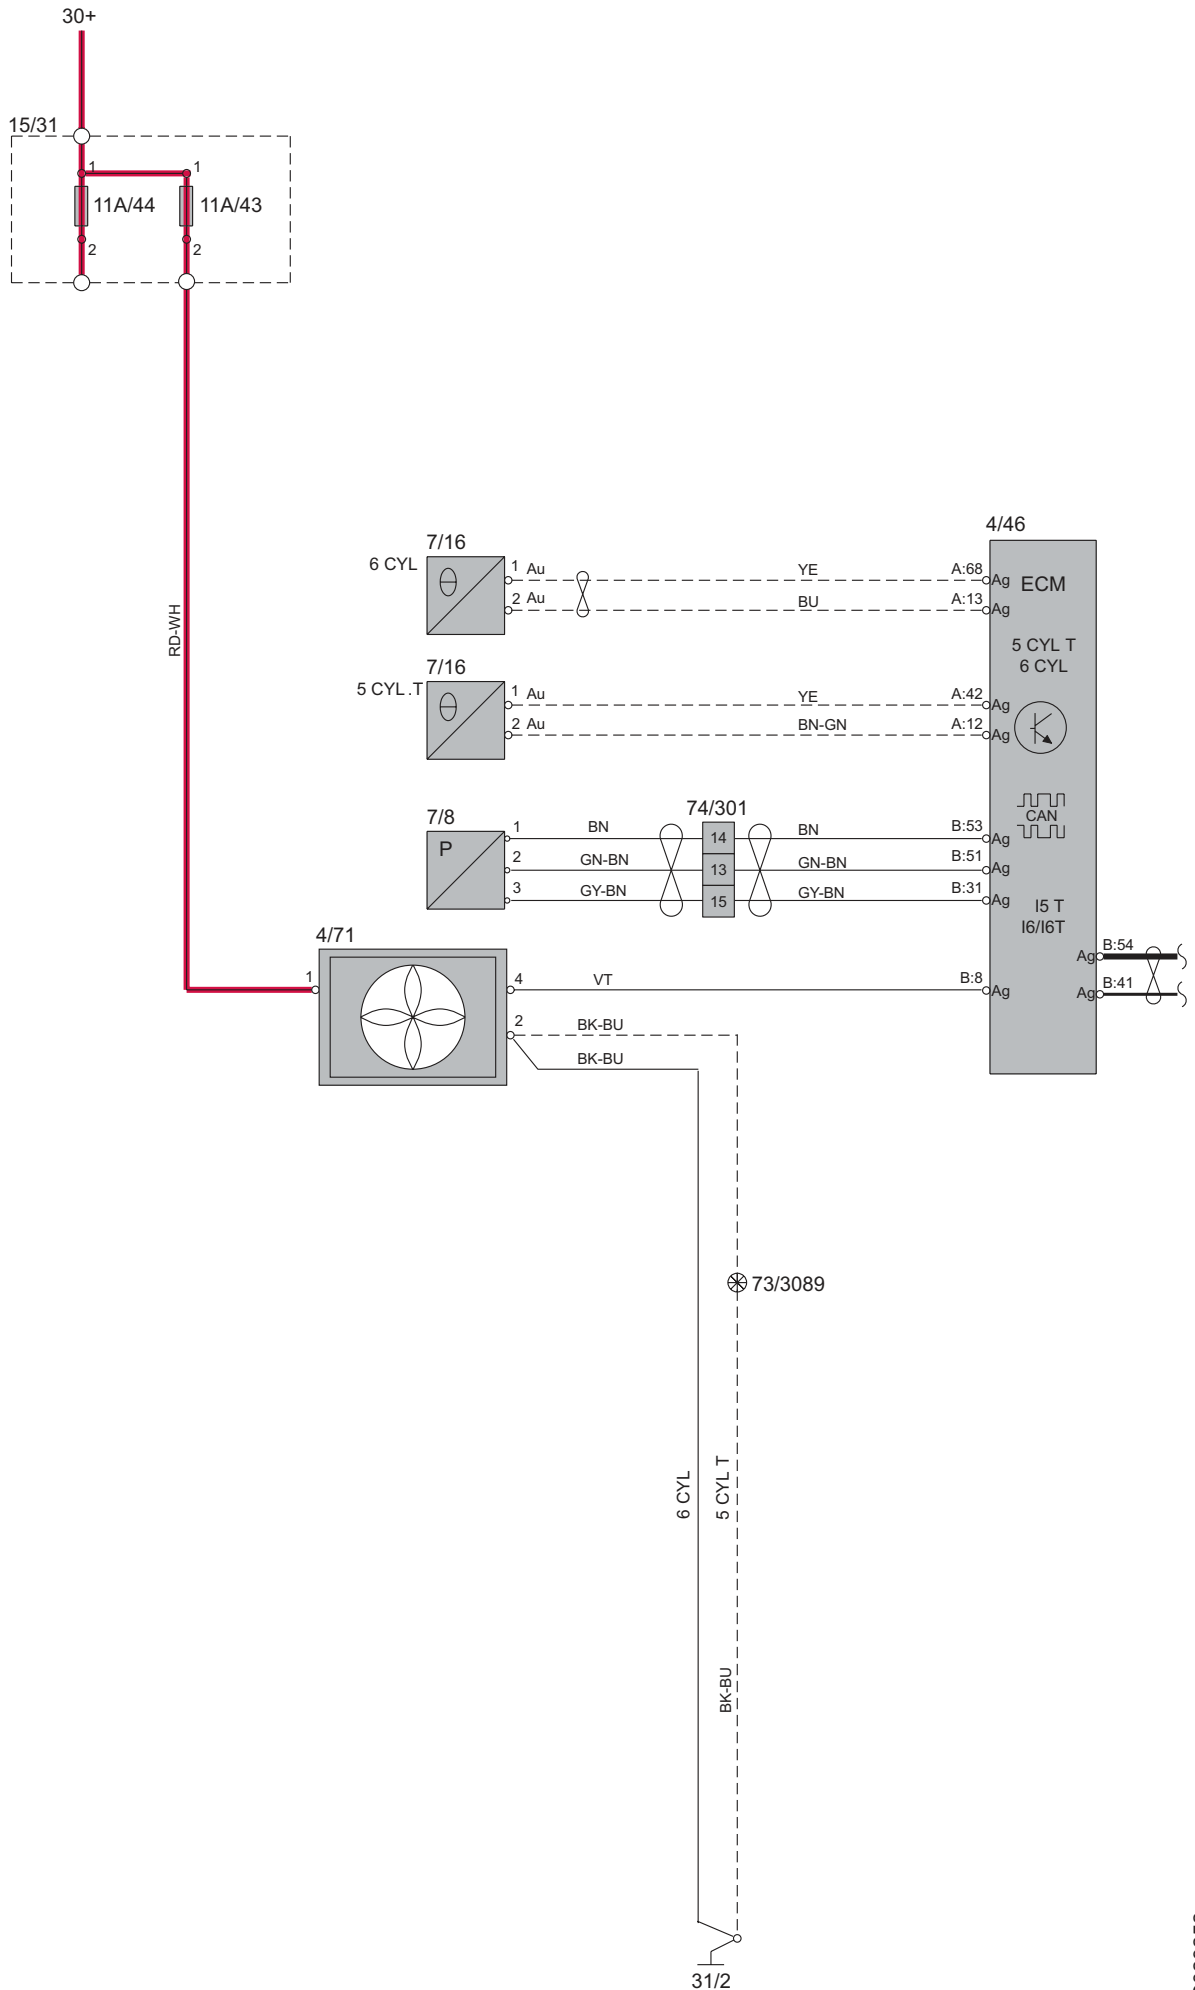 30+
15/31
1
1
11A/44
11A/43
2
2
RD-WH
4/46
7/16
6 CYL
1 Au
YE
A:68
Ag
ECM
2 Au
BU
A:13
Ag
5 CYL T
6 CYL
7/16
5 CYL .T
1 Au
YE
A:42
Ag
2 Au
BN-GN
A:12
Ag
CAN
7/8
74/301
P
1
BN
14
BN
B:53
Ag
2
GN-BN
13
GN-BN
B:51
Ag
3
GY-BN
15
GY-BN
B:31
Ag
I5 T
I6/I6T
4/71
B:54
Ag
1
4
VT
B:8
Ag
B:41
Ag
2
BK-BU
BK-BU
73/3089
6 CYL
5 CYL T
BK-BU
31/2